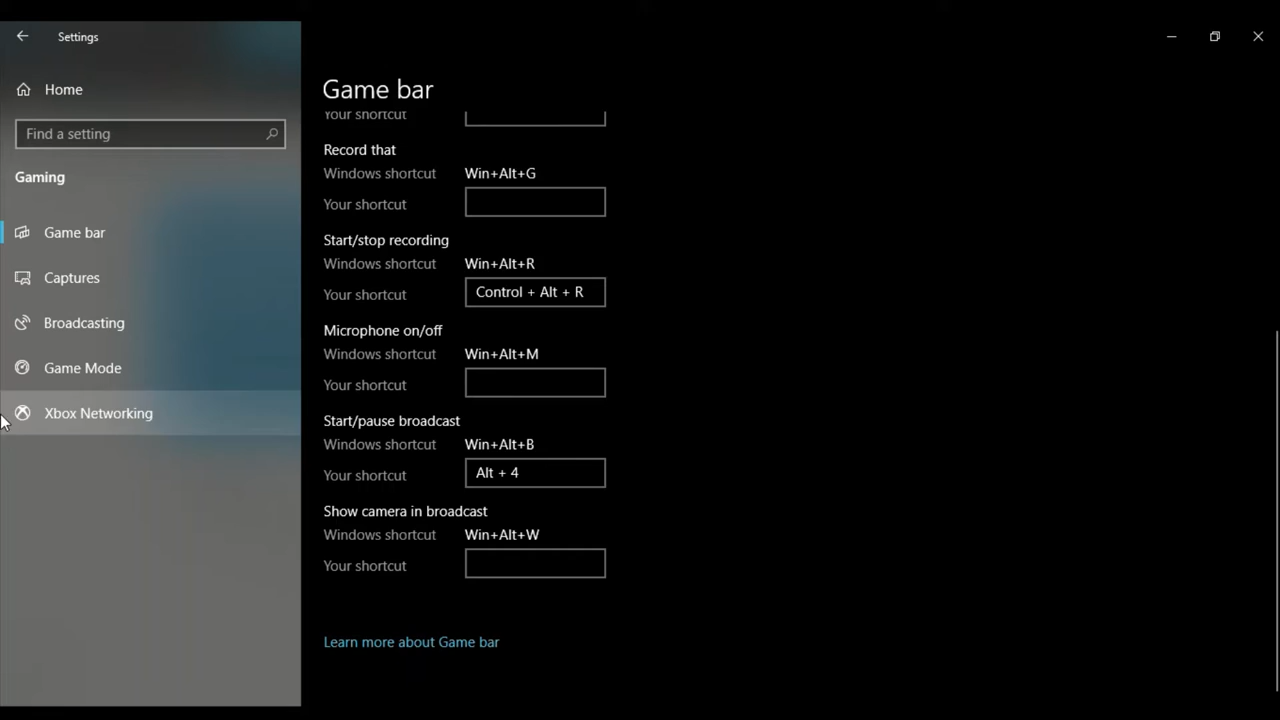 Settings
Home
Find a setting
Gaming
Game bar
Captures
Broadcasting
Game Mode
Xbox Networking
Game bar
Your shortcut
Record that
Windows shortcut Win+Alt+G
Your shortcut
Start/stop recording
Windows shortcut Win+Alt+R
Your shortcut Control + Alt + R
Microphone on/off
Windows shortcut Win+Alt+M
Your shortcut
Start/pause broadcast
Windows shortcut Win+Alt+B
Your shortcut Alt + 4
Show camera in broadcast
Windows shortcut Win+Alt+W
Your shortcut
Learn more about Game bar